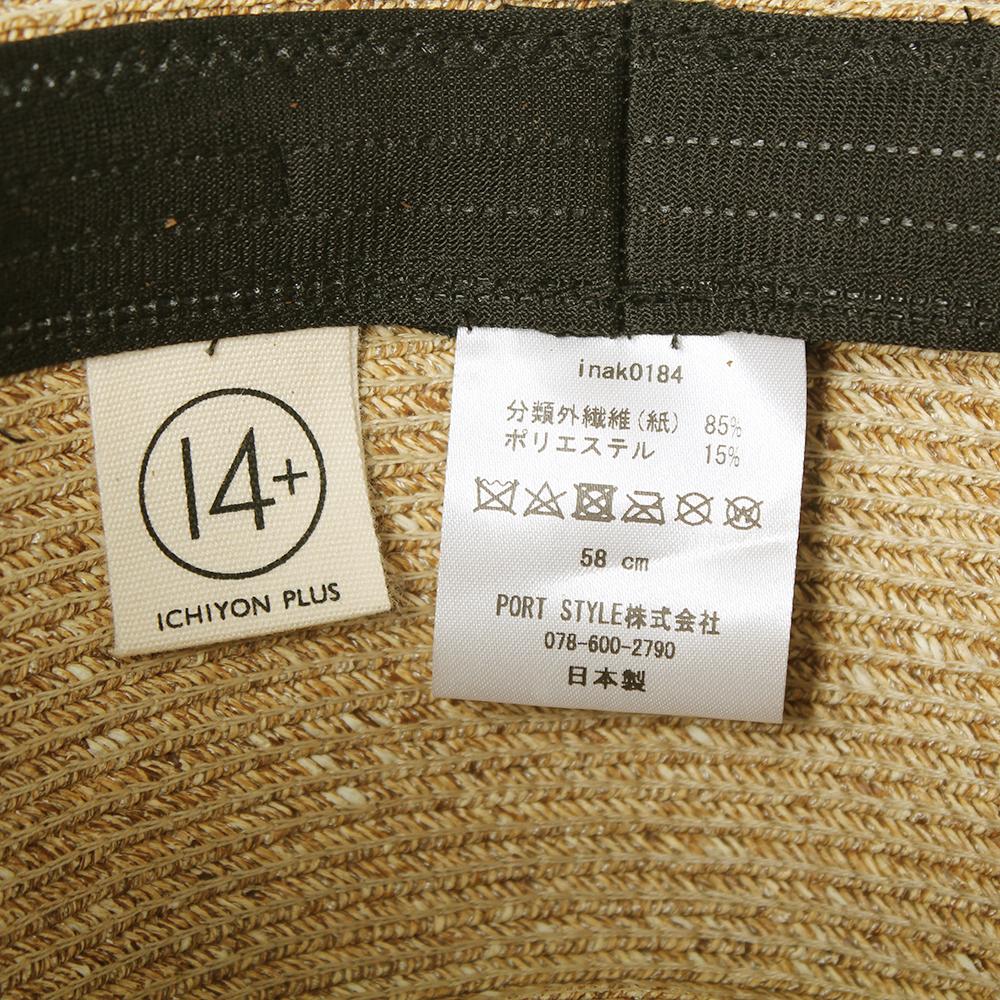 14+
ICHIYON PLUS
inak0184
分類外繊維(紙) 85%
ポリエステル 15%
58 cm
PORT STYLE株式会社
078-600-2790
日本製